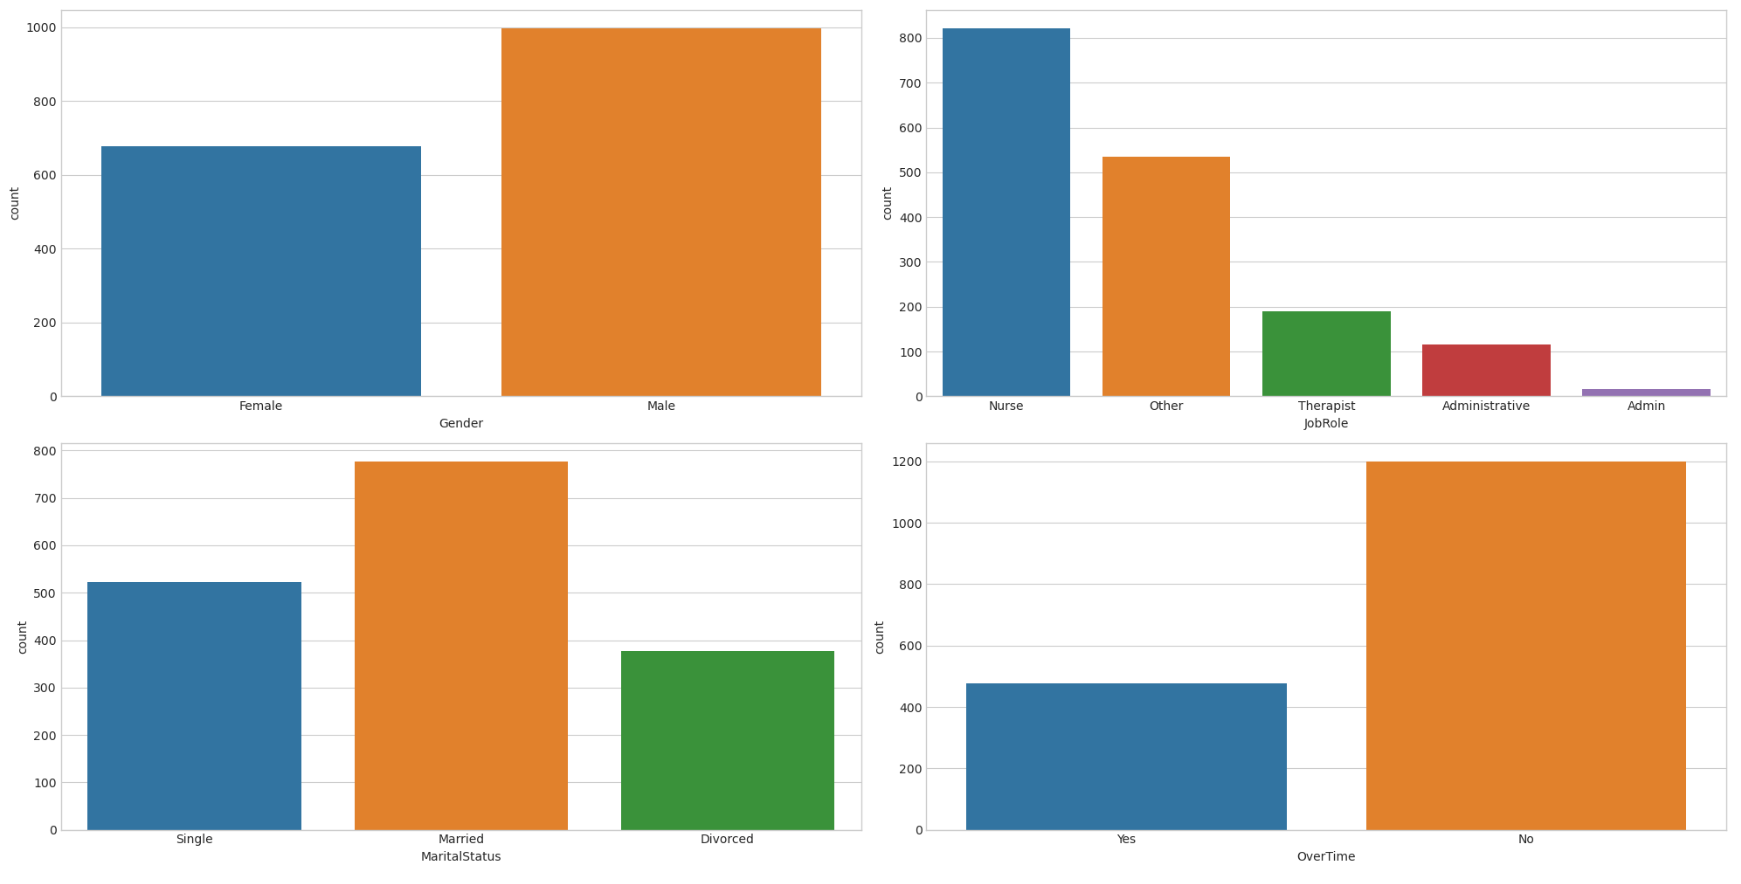 1000
800
600
400
200
0
count
Female Male
Gender
800
700
600
500
400
300
200
100
0
count
Nurse Other Therapist Administrative Admin
JobRole
800
700
600
500
400
300
200
100
0
count
Single Married Divorced
MaritalStatus
1200
1000
800
600
400
200
0
count
Yes No
OverTime